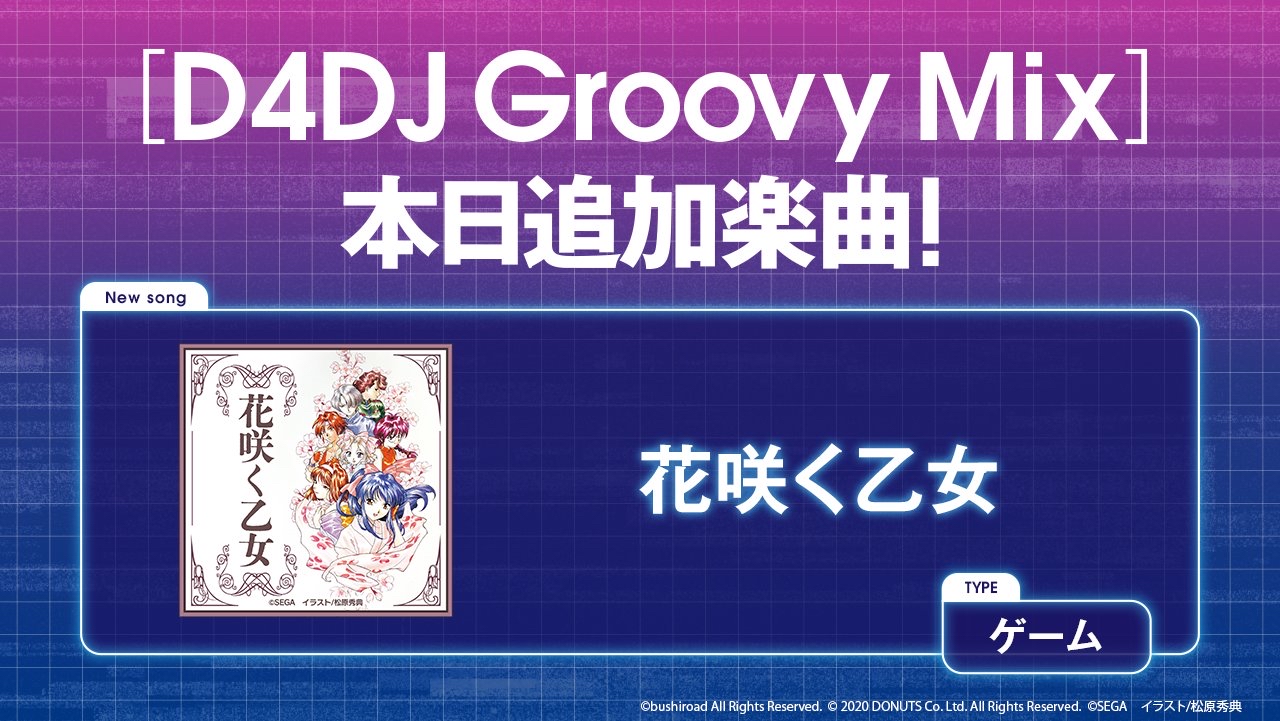 [D4DJ Groovy Mix]
本日追加楽曲!
New song
花咲く乙女
©SEGA イラスト/松原秀典
花咲く乙女
TYPE
ゲーム
©bushiroad All Rights Reserved. © 2020 DONUTS Co. Ltd. All Rights Reserved. ©SEGA イラスト/松原秀典